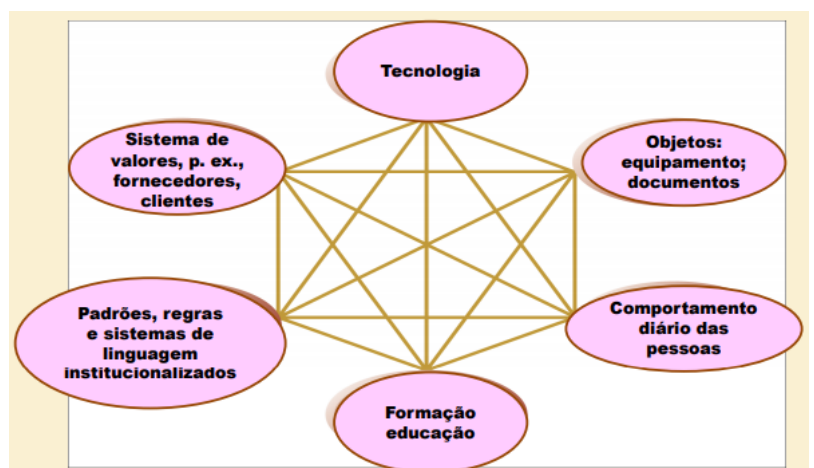 Tecnologia
Sistema de
valores, p. ex.,
fornecedores,
clientes
Objetos:
equipamento;
documentos
Padrões, regras
e sistemas de
linguagem
institucionalizados
Comportamento
diário das
pessoas
Formação
educação